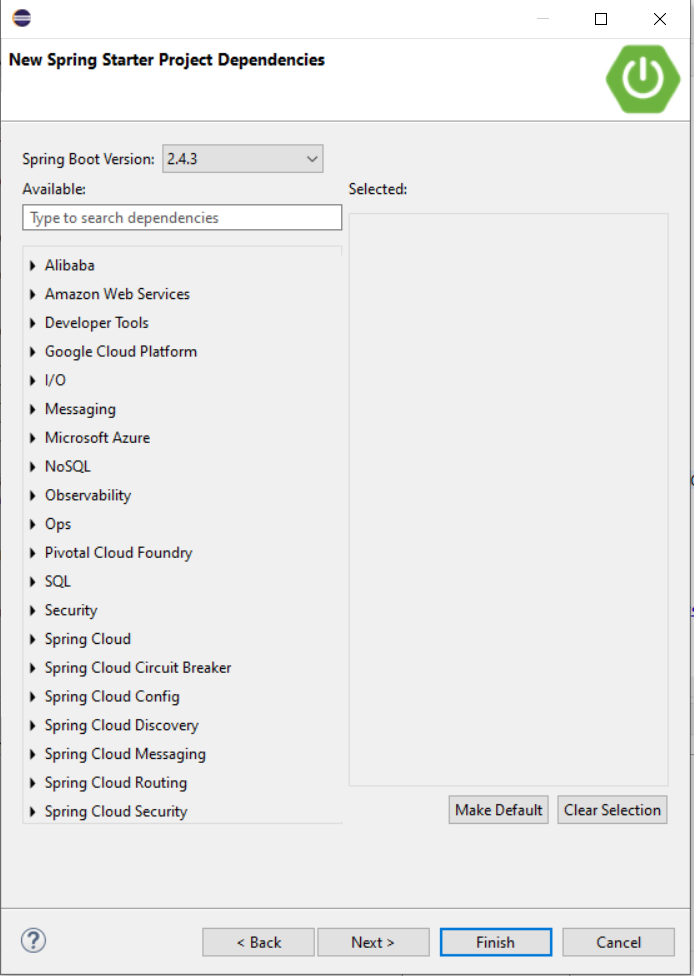 New Spring Starter Project Dependencies
Spring Boot Version: 2.4.3
Available:
Selected:
Type to search dependencies
Alibaba
Amazon Web Services
Developer Tools
Google Cloud Platform
I/O
Messaging
Microsoft Azure
NoSQL
Observability
Ops
Pivotal Cloud Foundry
SQL
Security
Spring Cloud
Spring Cloud Circuit Breaker
Spring Cloud Config
Spring Cloud Discovery
Spring Cloud Messaging
Spring Cloud Routing
Spring Cloud Security
Make Default
Clear Selection
?
< Back
Next >
Finish
Cancel